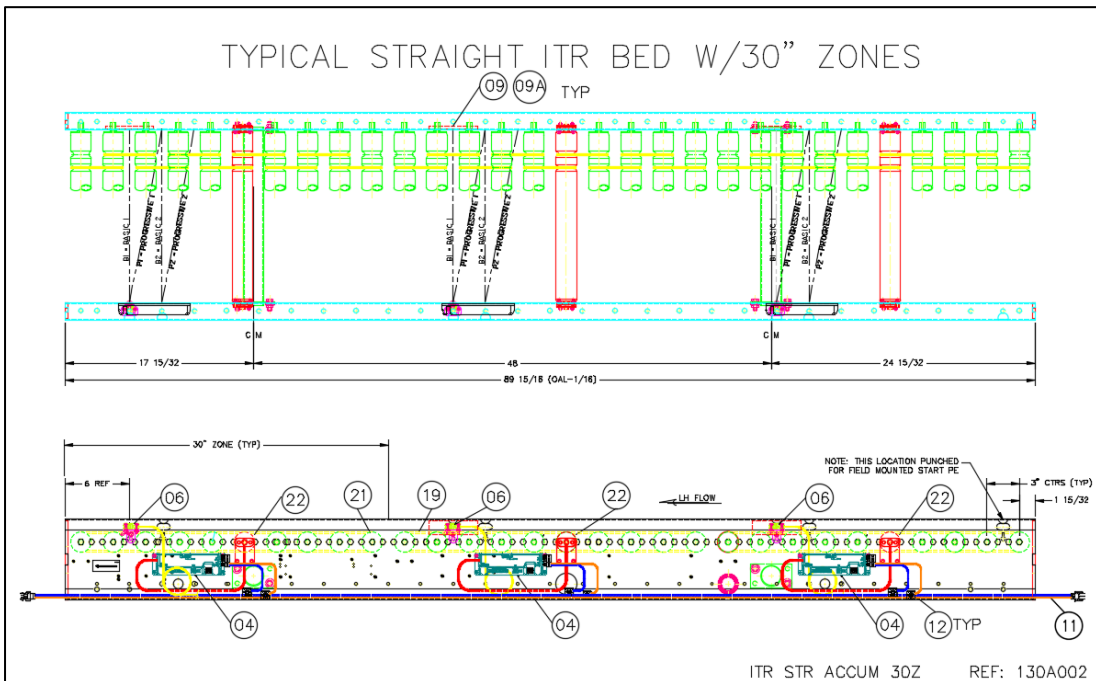 TYPICAL STRAIGHT ITR BED W/30" ZONES
09 09A TYP
B1 - BASIC 1
P1 - PROGRESSIVE 1
B2 - BASIC 2
P2 - PROGRESSIVE 2
B1 - BASIC 1
P1 - PROGRESSIVE 1
B2 - BASIC 2
P2 - PROGRESSIVE 2
B1 - BASIC 1
P1 - PROGRESSIVE 1
B2 - BASIC 2
P2 - PROGRESSIVE 2
C M
C M
17 15/32
48
24 15/32
89 15/16 (OAL-1/16)
30" ZONE (TYP)
NOTE: THIS LOCATION PUNCHED
FOR FIELD MOUNTED START PE
6 REF
3" CTRS (TYP)
1 15/32
06 22 21 19 06 22 LH FLOW 06 22
04 04 04 12 TYP 11
ITR STR ACCUM 30Z REF: 130A002